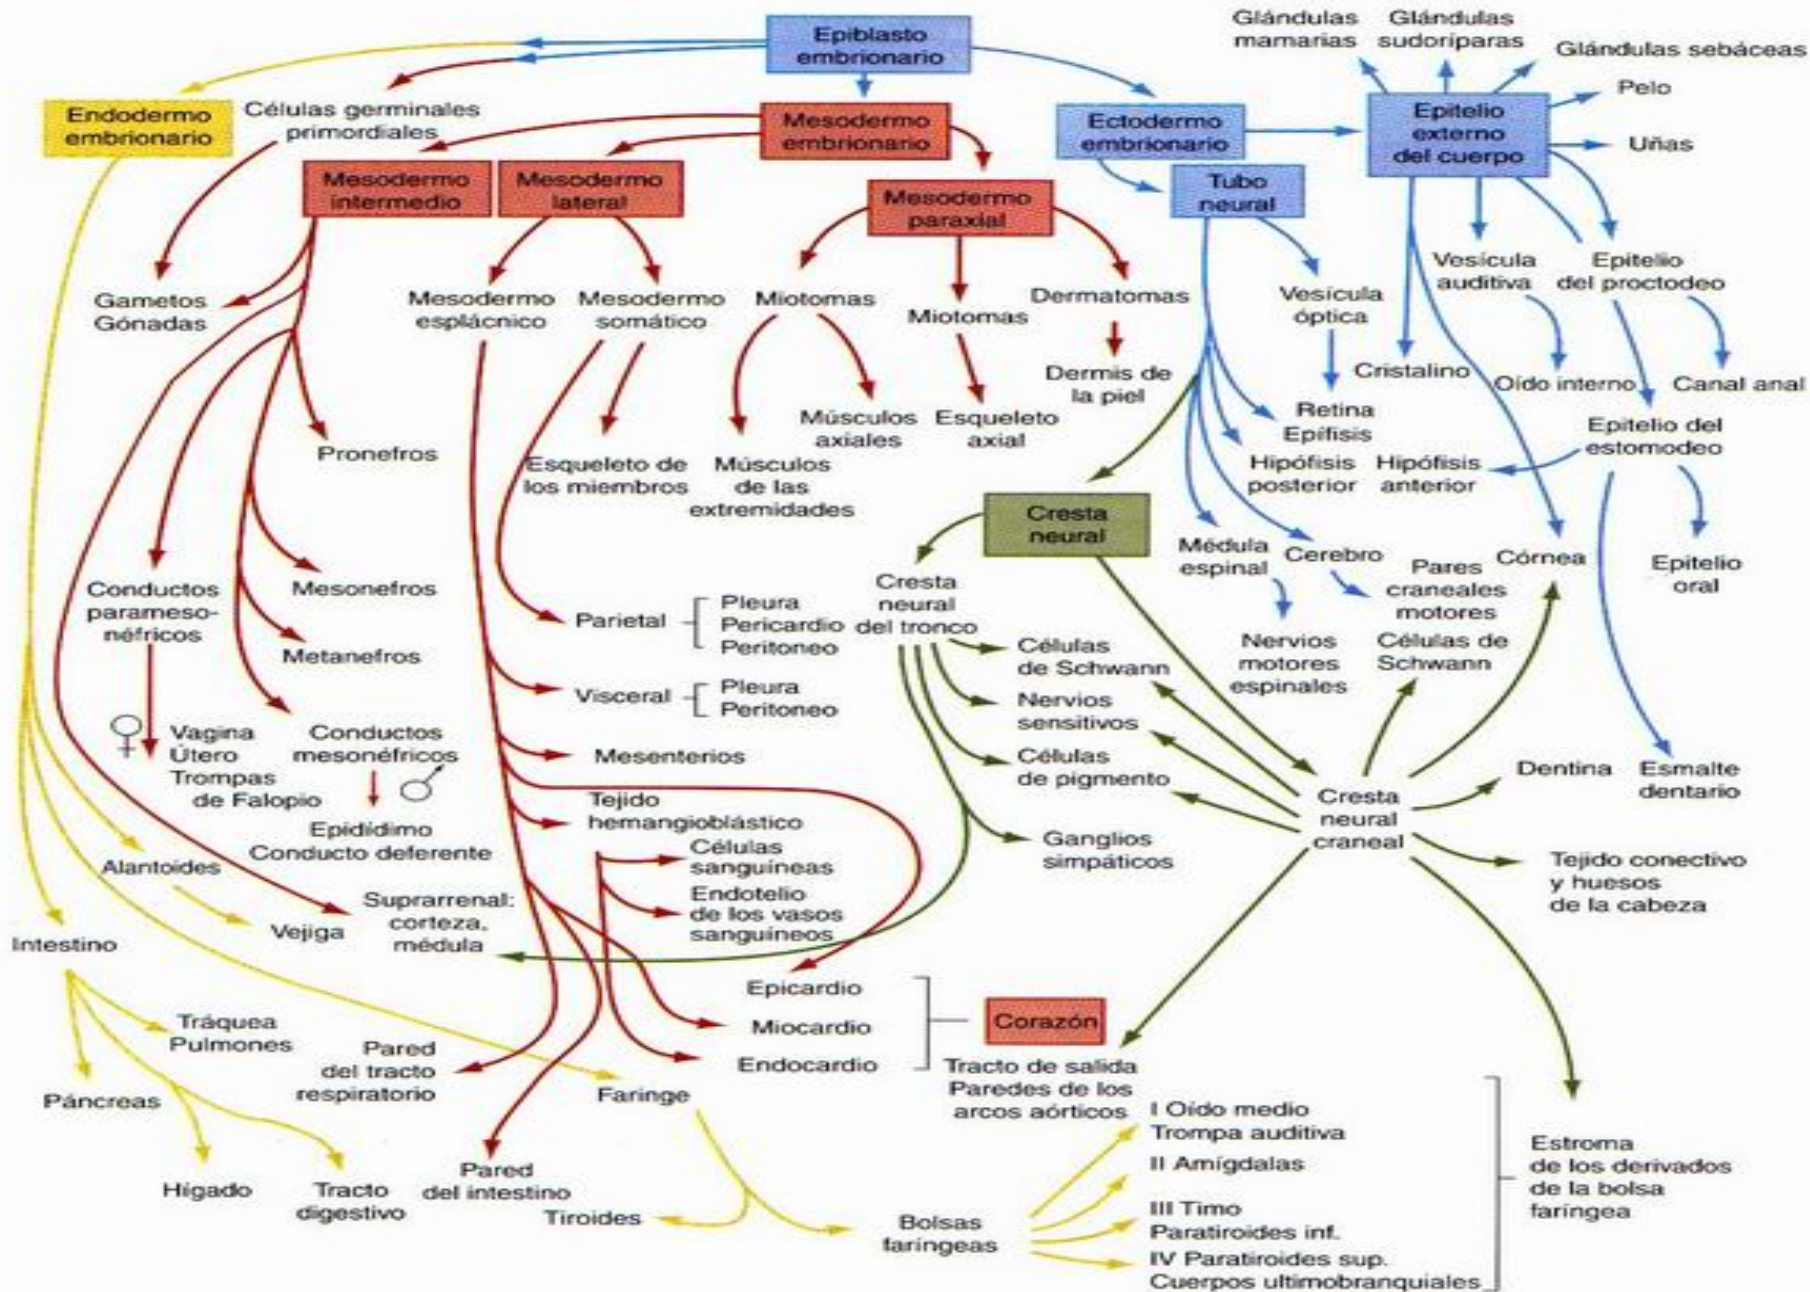 Epiblasto
embrionario
Glándulas
mamarias
Glándulas
sudoríparas
Glándulas sebáceas
Pelo
Uñas
Endodermo
embrionario
Células germinales
primordiales
Mesodermo
embrionario
Ectodermo
embrionario
Epitelio
externo
del cuerpo
Mesodermo
intermedio
Mesodermo
lateral
Mesodermo
paraxial
Tubo
neural
Gametos
Gónadas
Mesodermo
esplácnico
Mesodermo
somático
Miotomas
Miotomas
Dermatomas
Vesícula
óptica
Vesícula
auditiva
Epitelio
del proctodeo
Dermis de
la piel
Cristalino
Oído interno
Canal anal
Músculos
axiales
Esqueleto
axial
Retina
Epífisis
Epitelio del
estomodeo
Pronefros
Esqueleto de
los miembros
Músculos
de las
extremidades
Hipófisis
posterior
Hipófisis
anterior
Cresta
neural
Médula
espinal
Cerebro
Córnea
Epitelio
oral
Pares
craneales
motores
Conductos
parameso-
néfricos
Mesonefros
Metanefros
Parietal
Pleura
Pericardio
Peritoneo
Cresta
neural
del tronco
Células
de Schwann
Nervios
motores
espinales
Células de
Schwann
Visceral
Pleura
Peritoneo
Nervios
sensitivos
Vagina
Útero
Trompas
de Falopio
Conductos
mesonéfricos
Mesenterios
Células
de pigmento
Dentina
Esmalte
dentario
Cresta
neural
craneal
Epidídimo
Conducto deferente
Tejido
hemangioblástico
Células
sanguíneas
Ganglios
simpáticos
Tejido conectivo
y huesos
de la cabeza
Alantoides
Vejiga
Suprarrenal:
corteza,
médula
Endotelio
de los vasos
sanguíneos
Intestino
Epicardio
Miocardio
Endocardio
Corazón
Tráquea
Pulmones
Pared
del tracto
respiratorio
Páncreas
Faringe
Tracto de salida
Paredes de los
arcos aórticos
I Oído medio
Trompa auditiva
II Amígdalas
III Timo
Paratiroides inf.
IV Paratiroides sup.
Cuerpos ultimobranquiales
Estroma
de los derivados
de la bolsa
faríngea
Hígado
Tracto
digestivo
Pared
del intestino
Tiroides
Bolsas
faríngeas